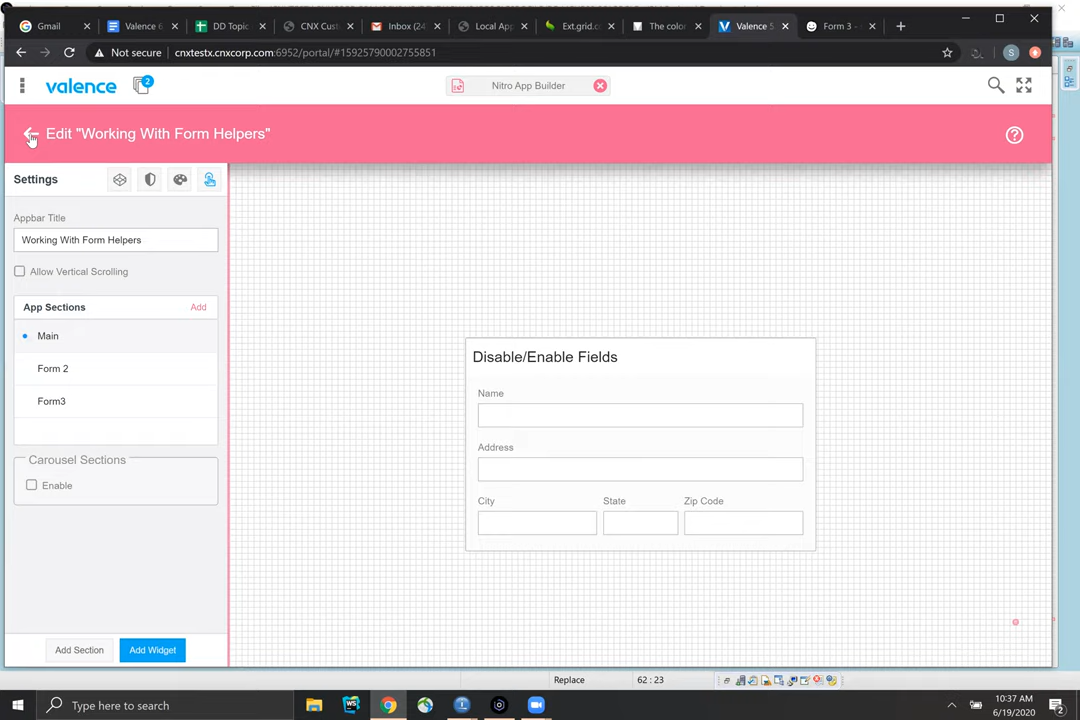 Gmail
Valence 6
DD Topic
CNX Cust
Inbox (24
Local App
Ext.grid.c
The color
Valence 5
Form 3 -
Not secure
cnxtestx.cnxcorp.com:6952/portal/#15925790002755851
S
valence
2
Nitro App Builder
Edit "Working With Form Helpers"
Settings
Appbar Title
Working With Form Helpers
Allow Vertical Scrolling
App Sections
Add
Main
Form 2
Form3
Carousel Sections
Enable
Disable/Enable Fields
Name
Address
City
State
Zip Code
Add Section
Add Widget
Replace
62 : 23
Type here to search
10:37 AM
6/19/2020
2